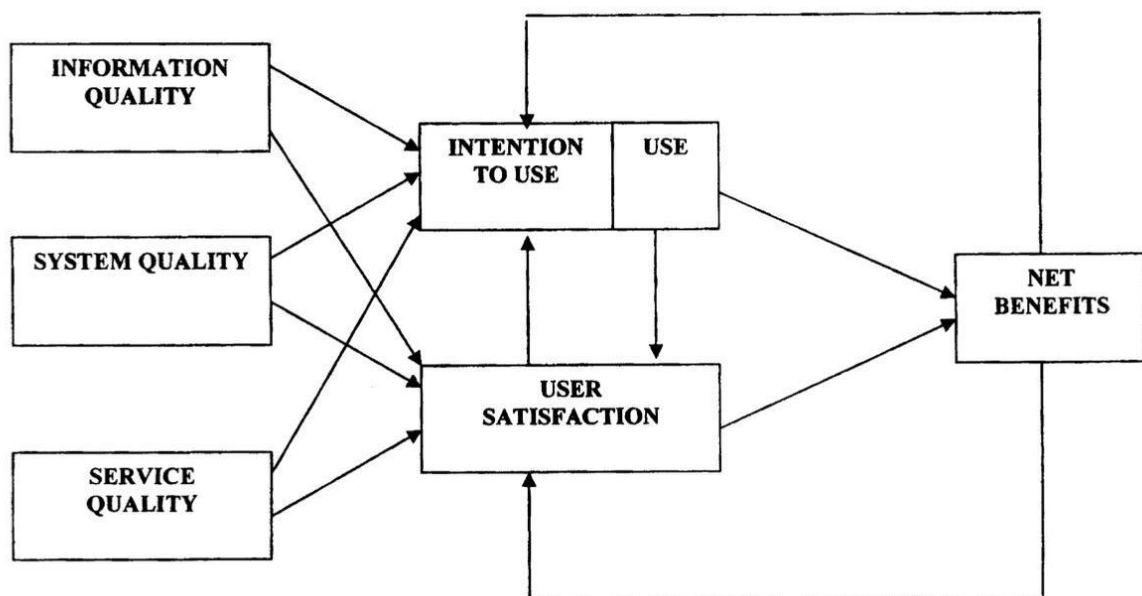 INFORMATION
QUALITY
SYSTEM QUALITY
SERVICE
QUALITY
INTENTION
TO USE
USE
USER
SATISFACTION
NET
BENEFITS